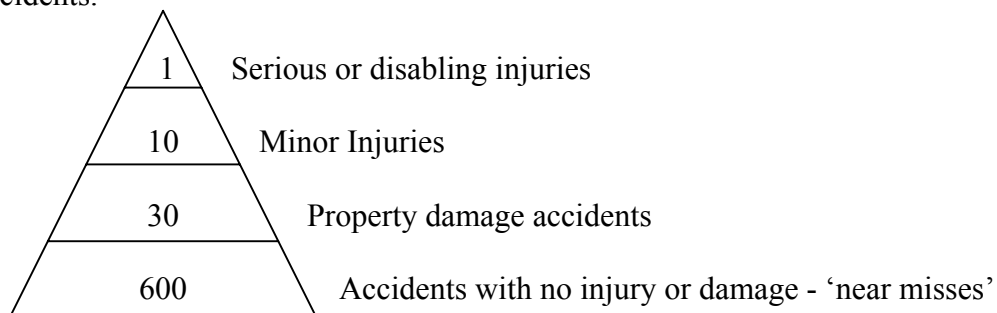 1 Serious or disabling injuries
10 Minor Injuries
30 Property damage accidents
600 Accidents with no injury or damage - ‘near misses’